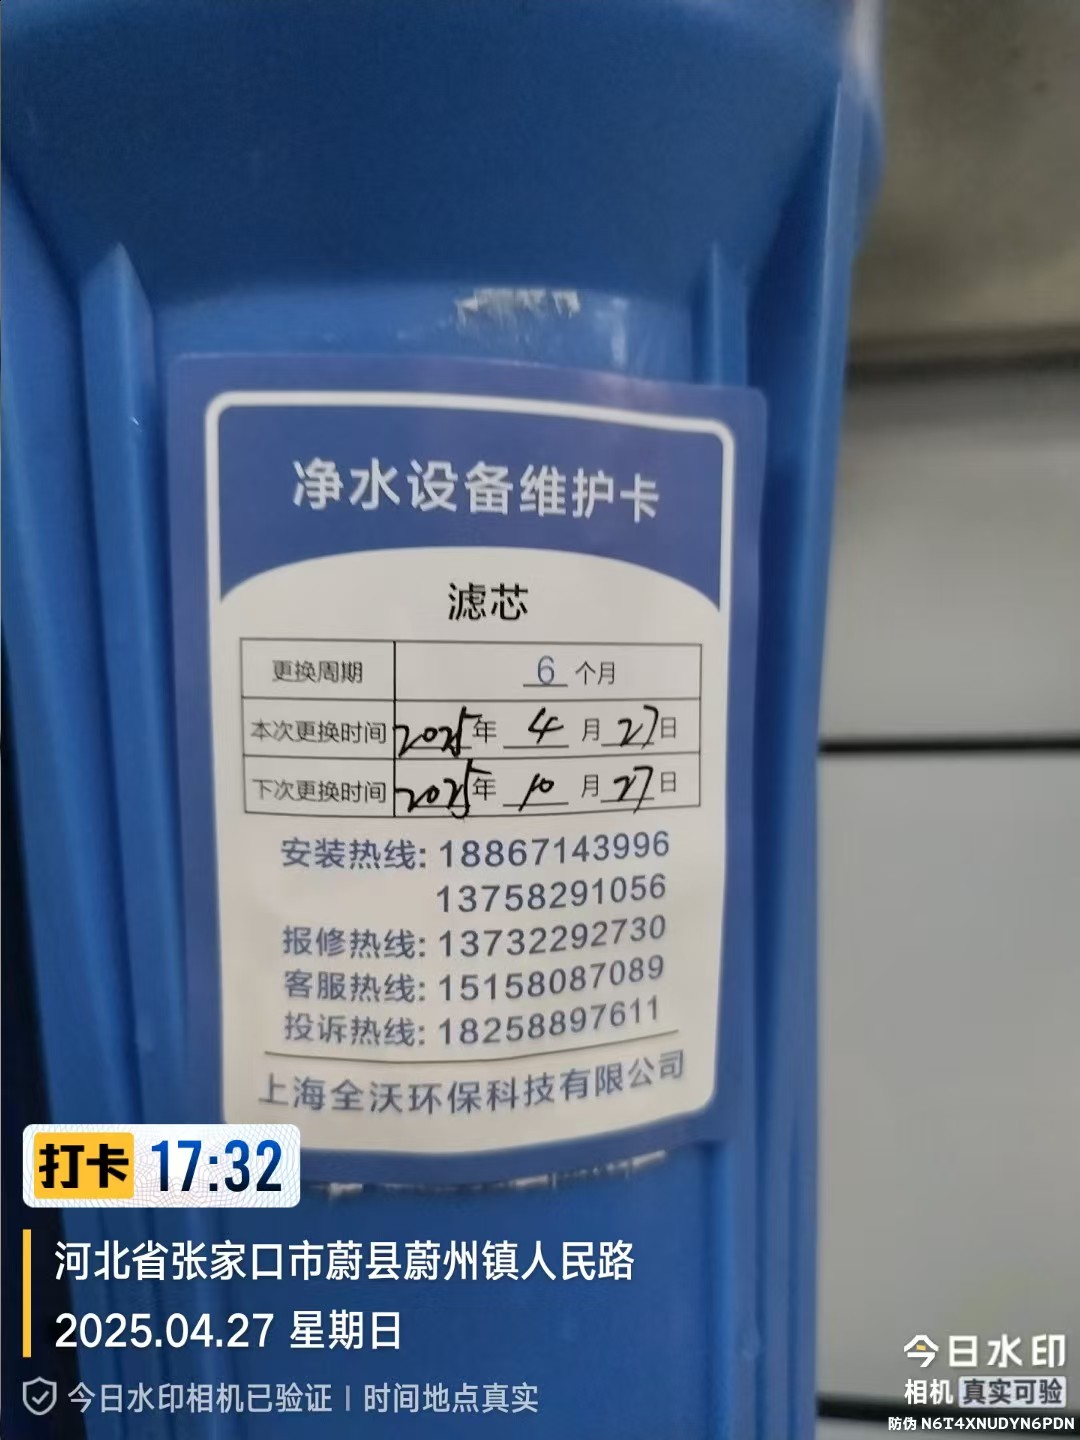 净水设备维护卡
滤芯
更换周期 6 个月
本次更换时间 2025年 4 月 27日
下次更换时间 2025年 10 月 27日
安装热线: 18867143996
13758291056
报修热线: 13732292730
客服热线: 15158087089
投诉热线: 18258897611
上海全沃环保科技有限公司
打卡 17:32
河北省张家口市蔚县蔚州镇人民路
2025.04.27 星期日
今日水印相机已验证 | 时间地点真实
今日水印
相机 真实可验
防伪 N6T4XNUDYN6PDN